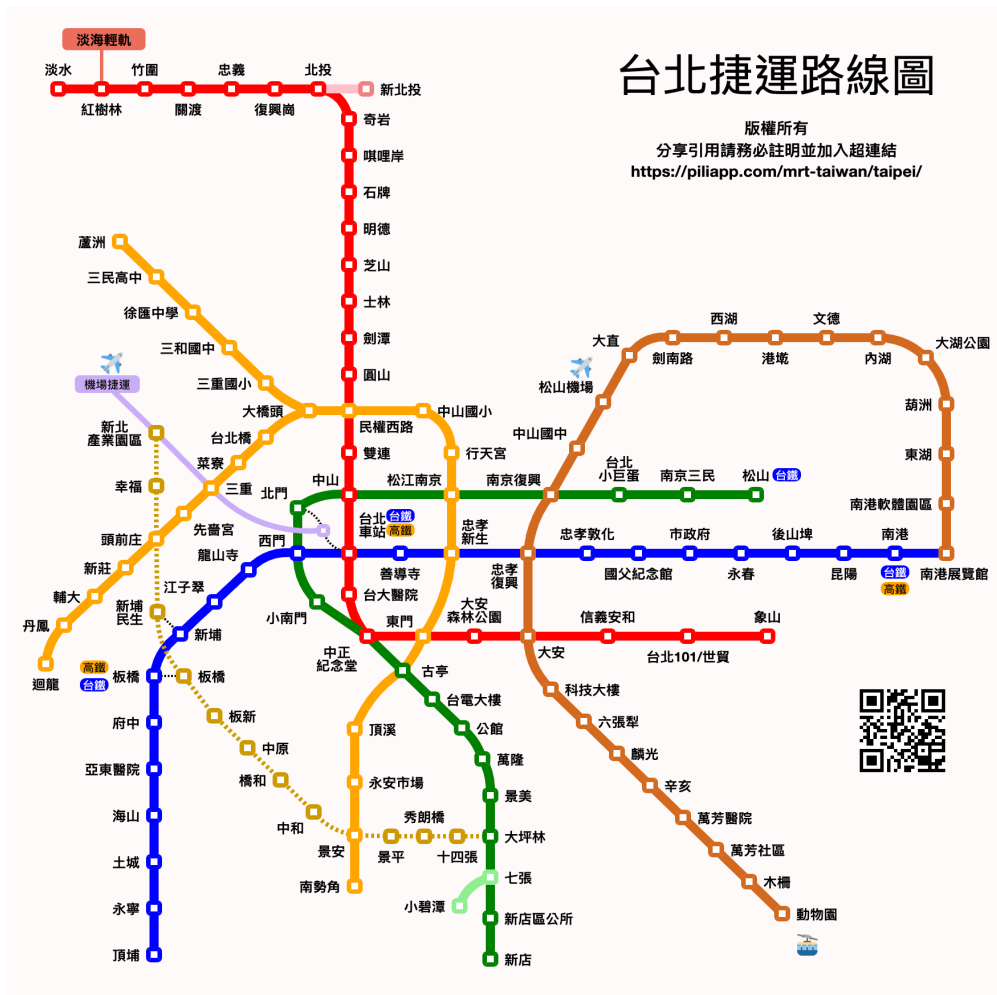 台北捷運路線圖
版權所有
分享引用請務必註明並加入超連結
https://piliapp.com/mrt-taiwan/taipei/
淡海輕軌
淡水
竹圍
忠義
北投
新北投
紅樹林
關渡
復興崗
奇岩
唭哩岸
石牌
明德
芝山
士林
劍潭
圓山
民權西路
雙連
中山
台北
車站
台鐵
高鐵
台大醫院
中正
紀念堂
東門
大安
森林公園
大安
信義安和
台北101/世貿
象山
蘆洲
三民高中
徐匯中學
三和國中
三重國小
大橋頭
台北橋
菜寮
三重
先嗇宮
頭前庄
新莊
輔大
丹鳳
迴龍
中山國小
行天宮
松江南京
忠孝
新生
古亭
頂溪
永安市場
景安
南勢角
機場捷運
新北
產業園區
幸福
新埔
民生
板橋
板新
中原
橋和
中和
景平
秀朗橋
十四張
大坪林
北門
西門
小南門
南京復興
台北
小巨蛋
南京三民
松山
台鐵
台電大樓
公館
萬隆
景美
七張
小碧潭
新店區公所
新店
龍山寺
江子翠
新埔
高鐵
台鐵
板橋
府中
亞東醫院
海山
土城
永寧
頂埔
善導寺
忠孝
復興
忠孝敦化
國父紀念館
市政府
永春
後山埤
昆陽
南港
台鐵
高鐵
南港展覽館
南港軟體園區
東湖
葫洲
大湖公園
內湖
文德
港墘
西湖
劍南路
大直
松山機場
中山國中
科技大樓
六張犁
麟光
辛亥
萬芳醫院
萬芳社區
木柵
動物園